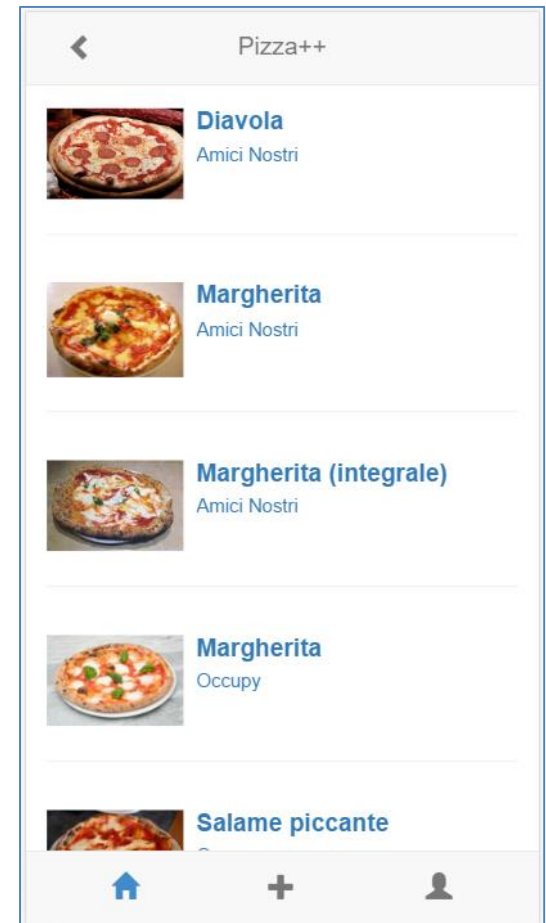 Pizza++
Diavola
Amici Nostri
Margherita
Amici Nostri
Margherita (integrale)
Amici Nostri
Margherita
Occupy
Salame piccante